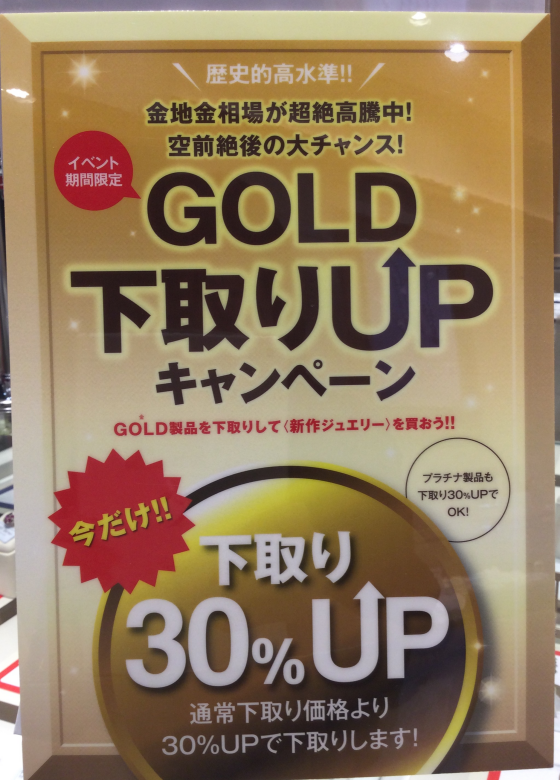 歴史的高水準!!
金地金相場が超絶高騰中!
空前絶後の大チャンス!
イベント
期間限定
GOLD
下取りUP
キャンペーン
GOLD製品を下取りして〈新作ジュエリー〉を買おう!!
プラチナ製品も
下取り30%UPで
OK!
今だけ!!
下取り
30%UP
通常下取り価格より
30%UPで下取りします!